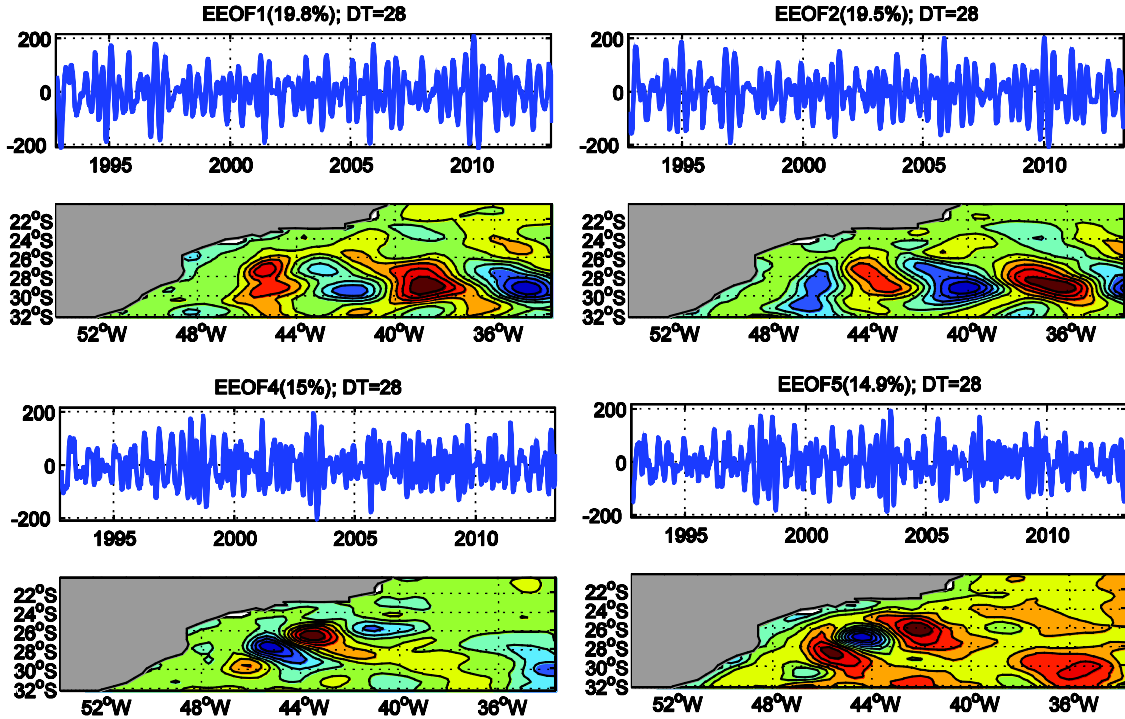 EEOF1(19.8%); DT=28
200
0
-200
1995 2000 2005 2010
22°S
24°S
26°S
28°S
30°S
32°S
52°W 48°W 44°W 40°W 36°W
EEOF2(19.5%); DT=28
200
0
-200
1995 2000 2005 2010
22°S
24°S
26°S
28°S
30°S
32°S
52°W 48°W 44°W 40°W 36°W
EEOF4(15%); DT=28
200
0
-200
1995 2000 2005 2010
22°S
24°S
26°S
28°S
30°S
32°S
52°W 48°W 44°W 40°W 36°W
EEOF5(14.9%); DT=28
200
0
-200
1995 2000 2005 2010
22°S
24°S
26°S
28°S
30°S
32°S
52°W 48°W 44°W 40°W 36°W